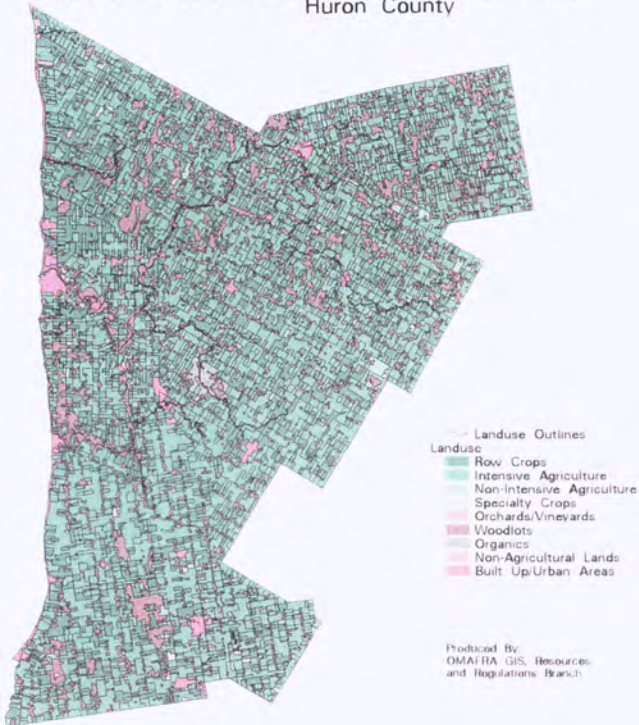 Huron County
Landuse Outlines
Landuse
Row Crops
Intensive Agriculture
Non-Intensive Agriculture
Specialty Crops
Orchards/Vineyards
Woodlots
Organics
Non-Agricultural Lands
Built Up/Urban Areas
Produced By:
OMAFRA GIS, Resources
and Regulations Branch